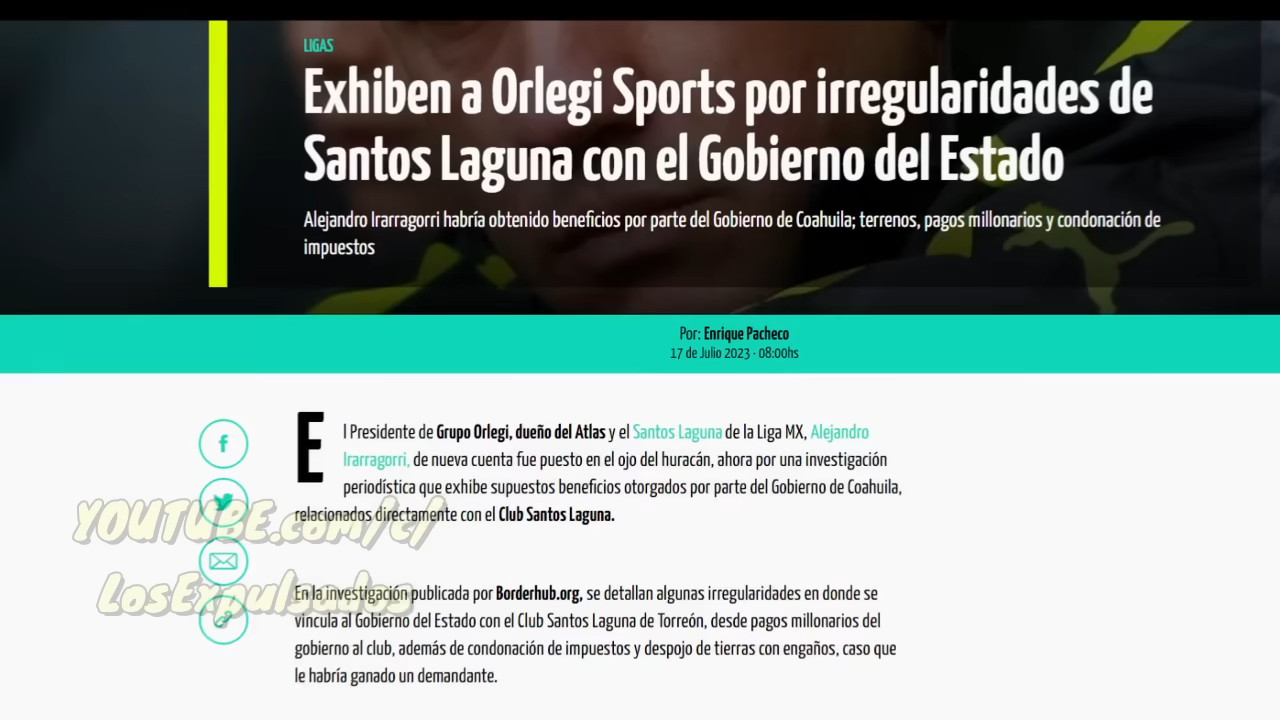 LIGAS
Exhiben a Orlegi Sports por irregularidades de
Santos Laguna con el Gobierno del Estado
Alejandro Irarragorri habría obtenido beneficios por parte del Gobierno de Coahuila; terrenos, pagos millonarios y condonación de
impuestos
Por: Enrique Pacheco
17 de Julio 2023 · 08:00hs
El Presidente de Grupo Orlegi, dueño del Atlas y el Santos Laguna de la Liga MX, Alejandro
Irarragorri, de nueva cuenta fue puesto en el ojo del huracán, ahora por una investigación
periodística que exhibe supuestos beneficios otorgados por parte del Gobierno de Coahuila,
relacionados directamente con el Club Santos Laguna.
YOUTUBE.com/c/
LosExpulsados
En la investigación publicada por Borderhub.org, se detallan algunas irregularidades en donde se
vincula al Gobierno del Estado con el Club Santos Laguna de Torreón, desde pagos millonarios del
gobierno al club, además de condonación de impuestos y despojo de tierras con engaños, caso que
le habría ganado un demandante.